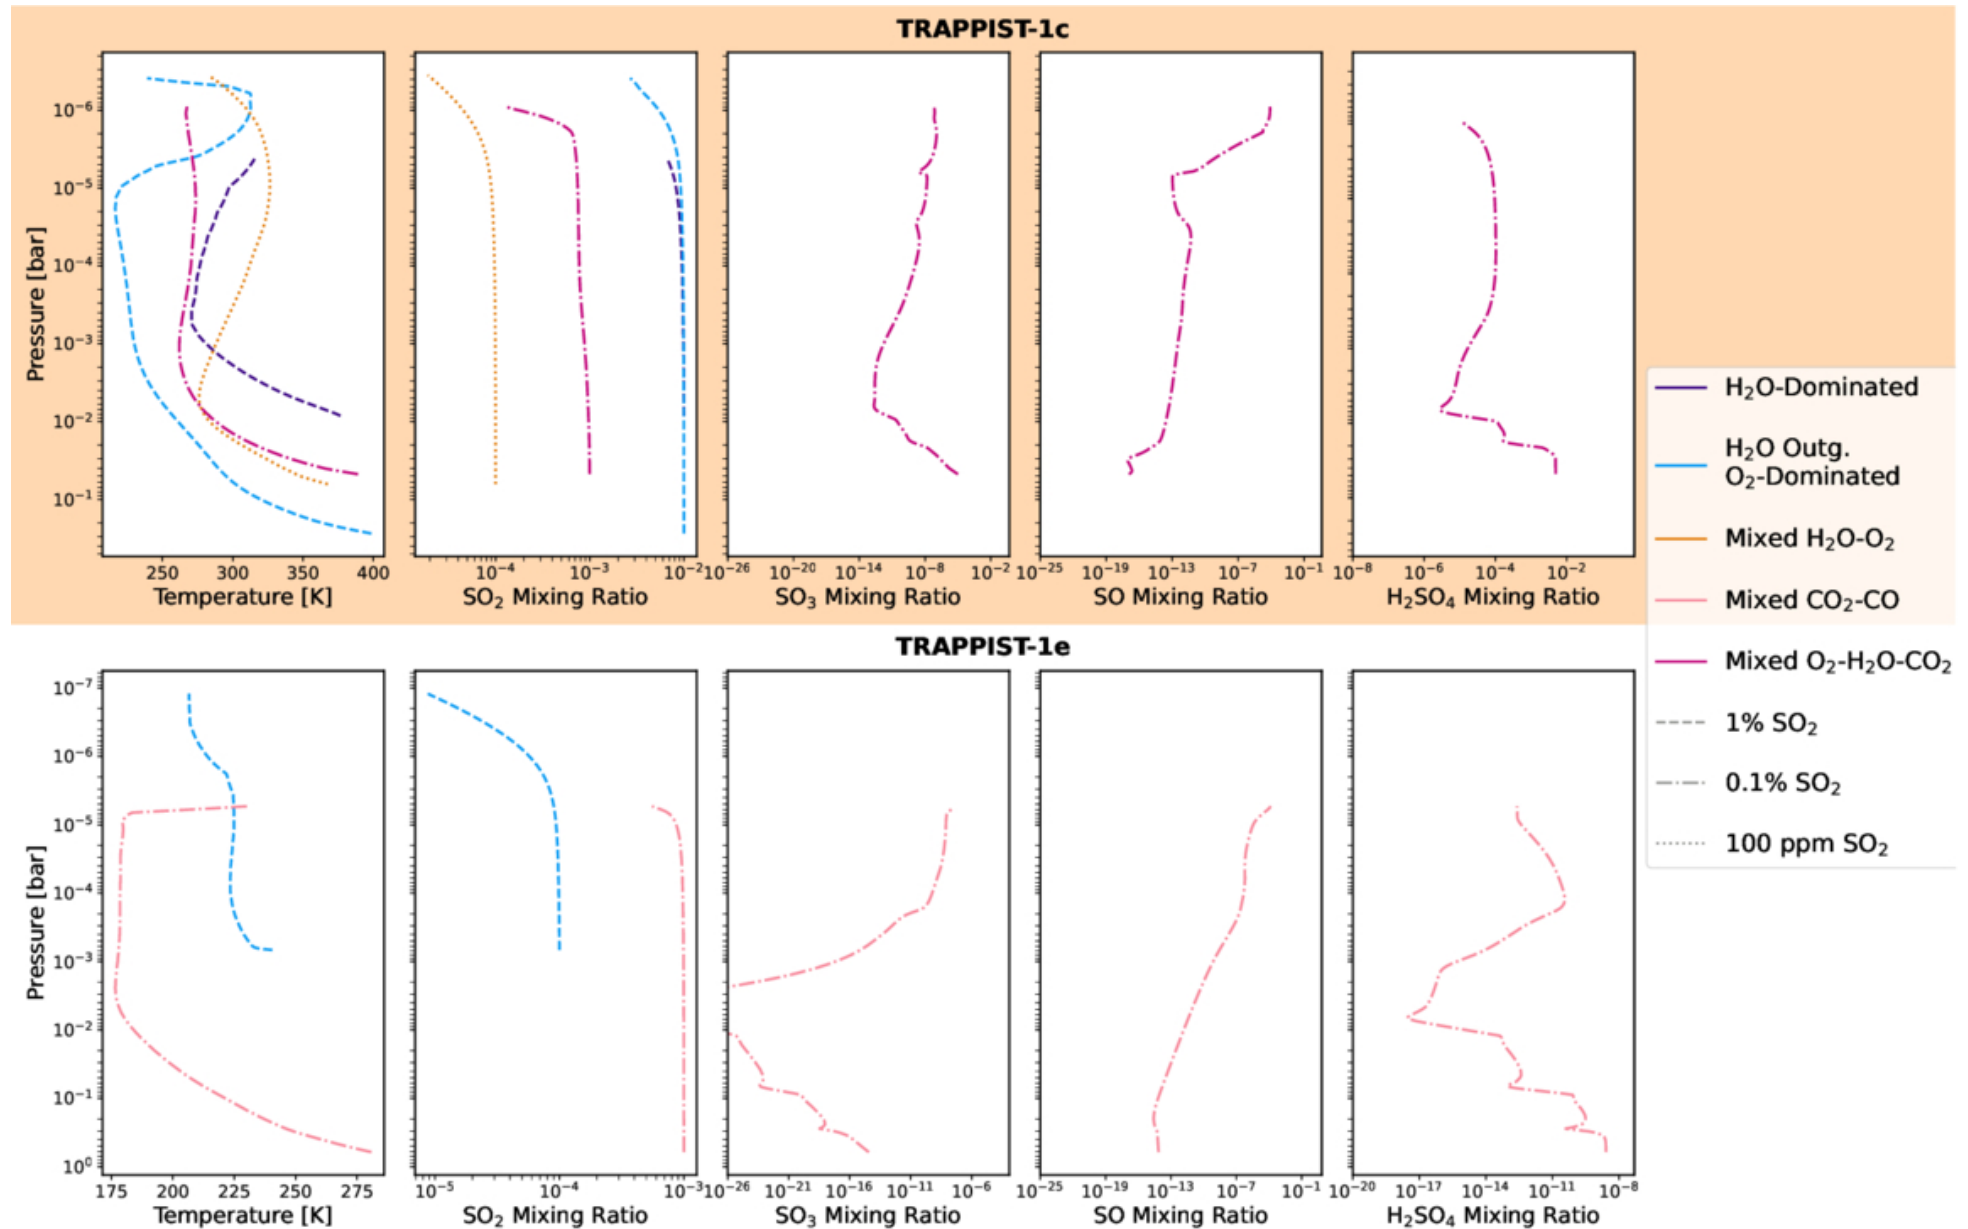 TRAPPIST-1c
Pressure [bar]
10⁻⁶
10⁻⁵
10⁻⁴
10⁻³
10⁻²
10⁻¹
250 300 350 400
10⁻⁴ 10⁻³ 10⁻²
10⁻²⁶ 10⁻²⁰ 10⁻¹⁴ 10⁻⁸ 10⁻²
10⁻²⁵ 10⁻¹⁹ 10⁻¹³ 10⁻⁷ 10⁻¹
10⁻⁸ 10⁻⁶ 10⁻⁴ 10⁻²
Temperature [K]
SO₂ Mixing Ratio
SO₃ Mixing Ratio
SO Mixing Ratio
H₂SO₄ Mixing Ratio
H₂O-Dominated
H₂O Outg.
O₂-Dominated
Mixed H₂O-O₂
Mixed CO₂-CO
Mixed O₂-H₂O-CO₂
1% SO₂
0.1% SO₂
100 ppm SO₂
TRAPPIST-1e
Pressure [bar]
10⁻⁷
10⁻⁶
10⁻⁵
10⁻⁴
10⁻³
10⁻²
10⁻¹
10⁰
175 200 225 250 275
10⁻⁵ 10⁻⁴ 10⁻³
10⁻²⁶ 10⁻²¹ 10⁻¹⁶ 10⁻¹¹ 10⁻⁶
10⁻²⁵ 10⁻¹⁹ 10⁻¹³ 10⁻⁷ 10⁻¹
10⁻²⁰ 10⁻¹⁷ 10⁻¹⁴ 10⁻¹¹ 10⁻⁸
Temperature [K]
SO₂ Mixing Ratio
SO₃ Mixing Ratio
SO Mixing Ratio
H₂SO₄ Mixing Ratio